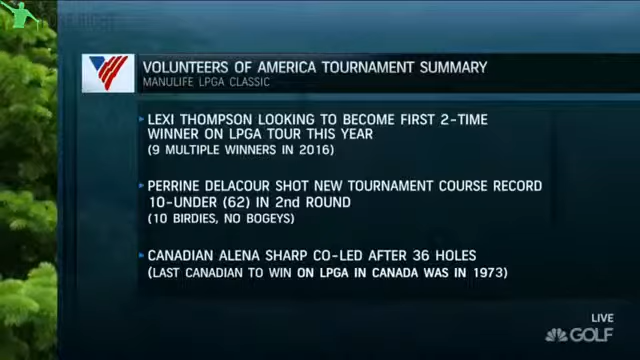 VOLUNTEERS OF AMERICA TOURNAMENT SUMMARY
MANULIFE LPGA CLASSIC
LEXI THOMPSON LOOKING TO BECOME FIRST 2-TIME
WINNER ON LPGA TOUR THIS YEAR
(9 MULTIPLE WINNERS IN 2016)
PERRINE DELACOUR SHOT NEW TOURNAMENT COURSE RECORD
10-UNDER (62) IN 2nd ROUND
(10 BIRDIES, NO BOGEYS)
CANADIAN ALENA SHARP CO-LED AFTER 36 HOLES
(LAST CANADIAN TO WIN ON LPGA IN CANADA WAS IN 1973)
LIVE
GOLF